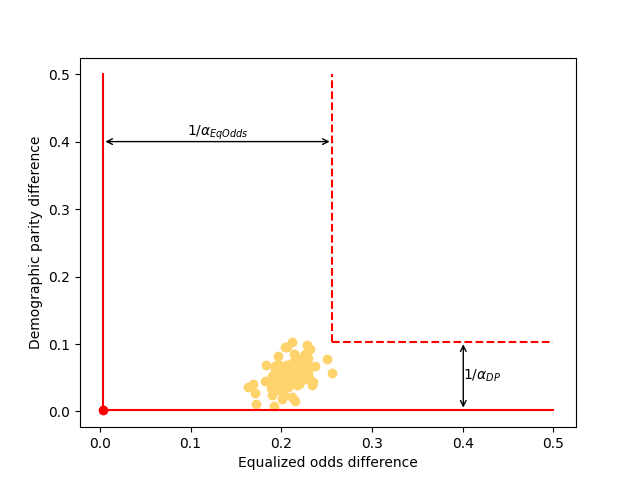 0.5
1/α_EqOdds
0.4
0.3
0.2
0.1
1/α_DP
0.0
0.0 0.1 0.2 0.3 0.4 0.5
Equalized odds difference
Demographic parity difference